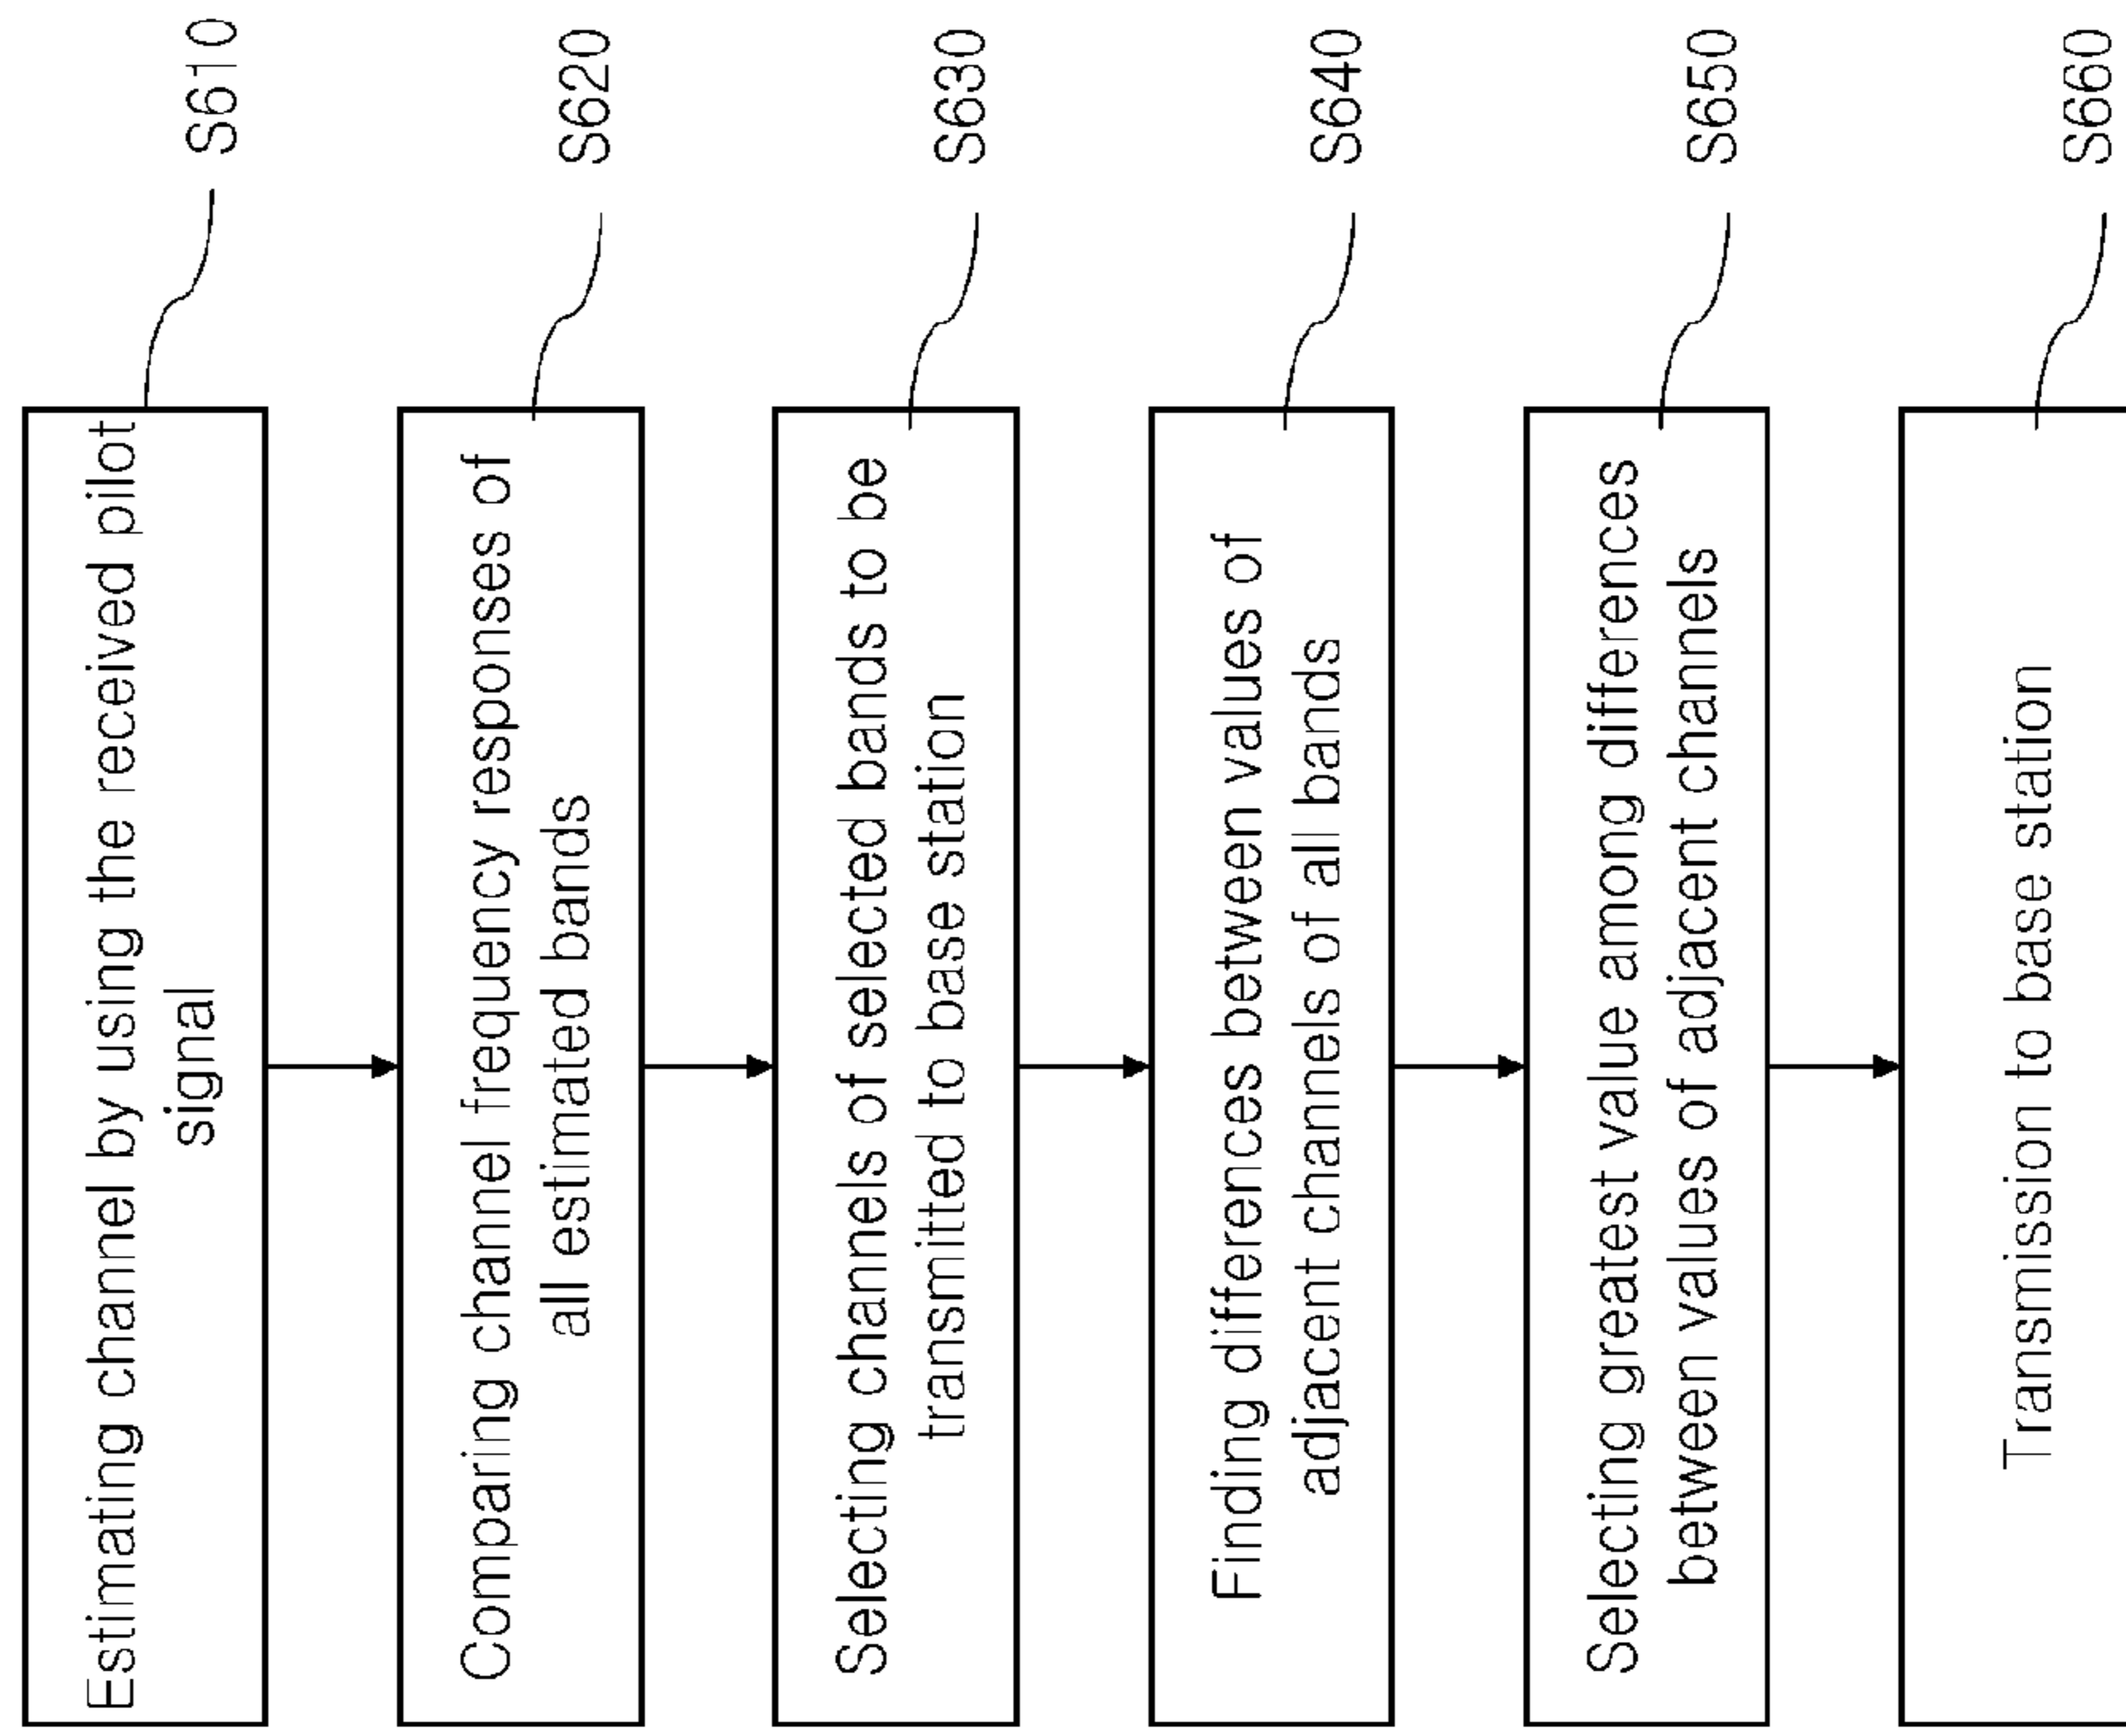 Estimating channel by using the received pilot
signal
S610
Comparing channel frequency responses of
all estimated bands
S620
Selecting channels of selected bands to be
transmitted to base station
S630
Finding differences between values of
adjacent channels of all bands
S640
Selecting greatest value among differences
between values of adjacent channels
S650
Transmission to base station
S660